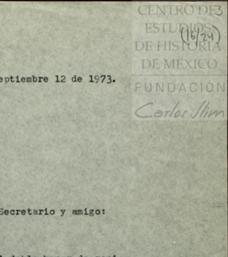 CENTRO DE
ESTUDIOS
DE HISTORIA
DE MÉXICO
(16/24)
FUNDACIÓN
Carlos Slim
eptiembre 12 de 1973.
Secretario y amigo: